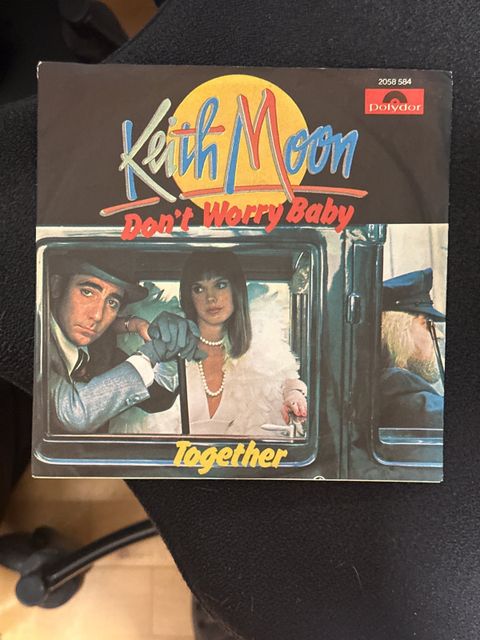 2058 584
polydor
Keith Moon
Don't Worry Baby
Together